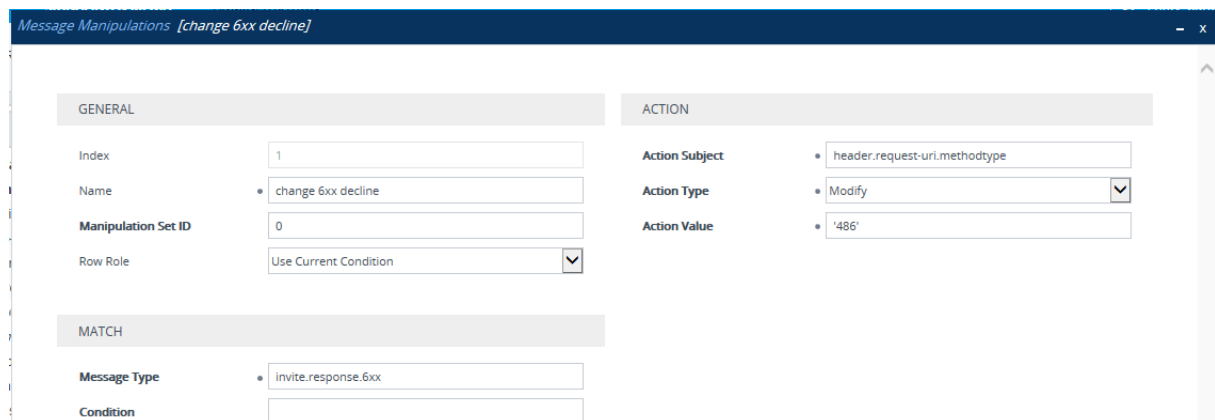 Message Manipulations [change 6xx decline]
- x
GENERAL
Index 1
Name change 6xx decline
Manipulation Set ID 0
Row Role Use Current Condition
MATCH
Message Type invite.response.6xx
Condition
ACTION
Action Subject header.request-uri.methodtype
Action Type Modify
Action Value '486'